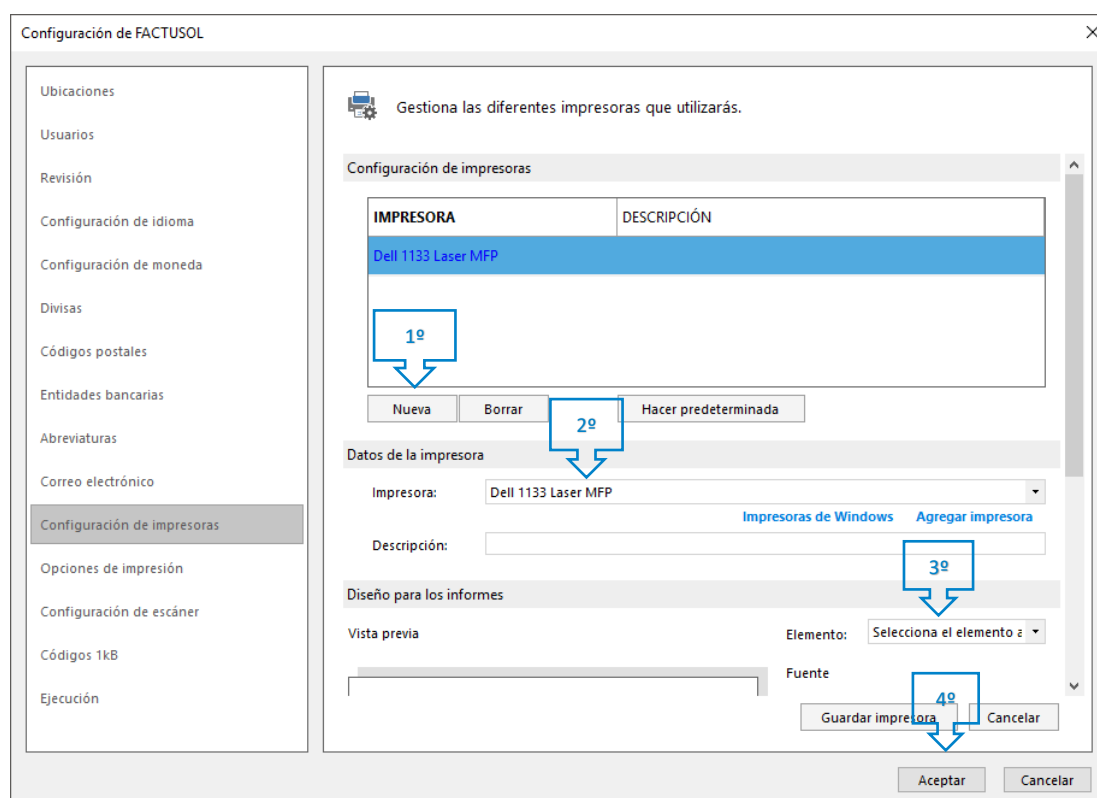 Configuración de FACTUSOL
Ubicaciones
Usuarios
Revisión
Configuración de idioma
Configuración de moneda
Divisas
Códigos postales
Entidades bancarias
Abreviaturas
Correo electrónico
Configuración de impresoras
Opciones de impresión
Configuración de escáner
Códigos 1kB
Ejecución
Gestiona las diferentes impresoras que utilizarás.
Configuración de impresoras
IMPRESORA DESCRIPCIÓN
Dell 1133 Laser MFP
1º
Nueva Borrar Hacer predeterminada
2º
Datos de la impresora
Impresora: Dell 1133 Laser MFP
Impresoras de Windows Agregar impresora
Descripción:
3º
Diseño para los informes
Vista previa Elemento: Selecciona el elemento a
Fuente
4º
Guardar impresora Cancelar
Aceptar Cancelar